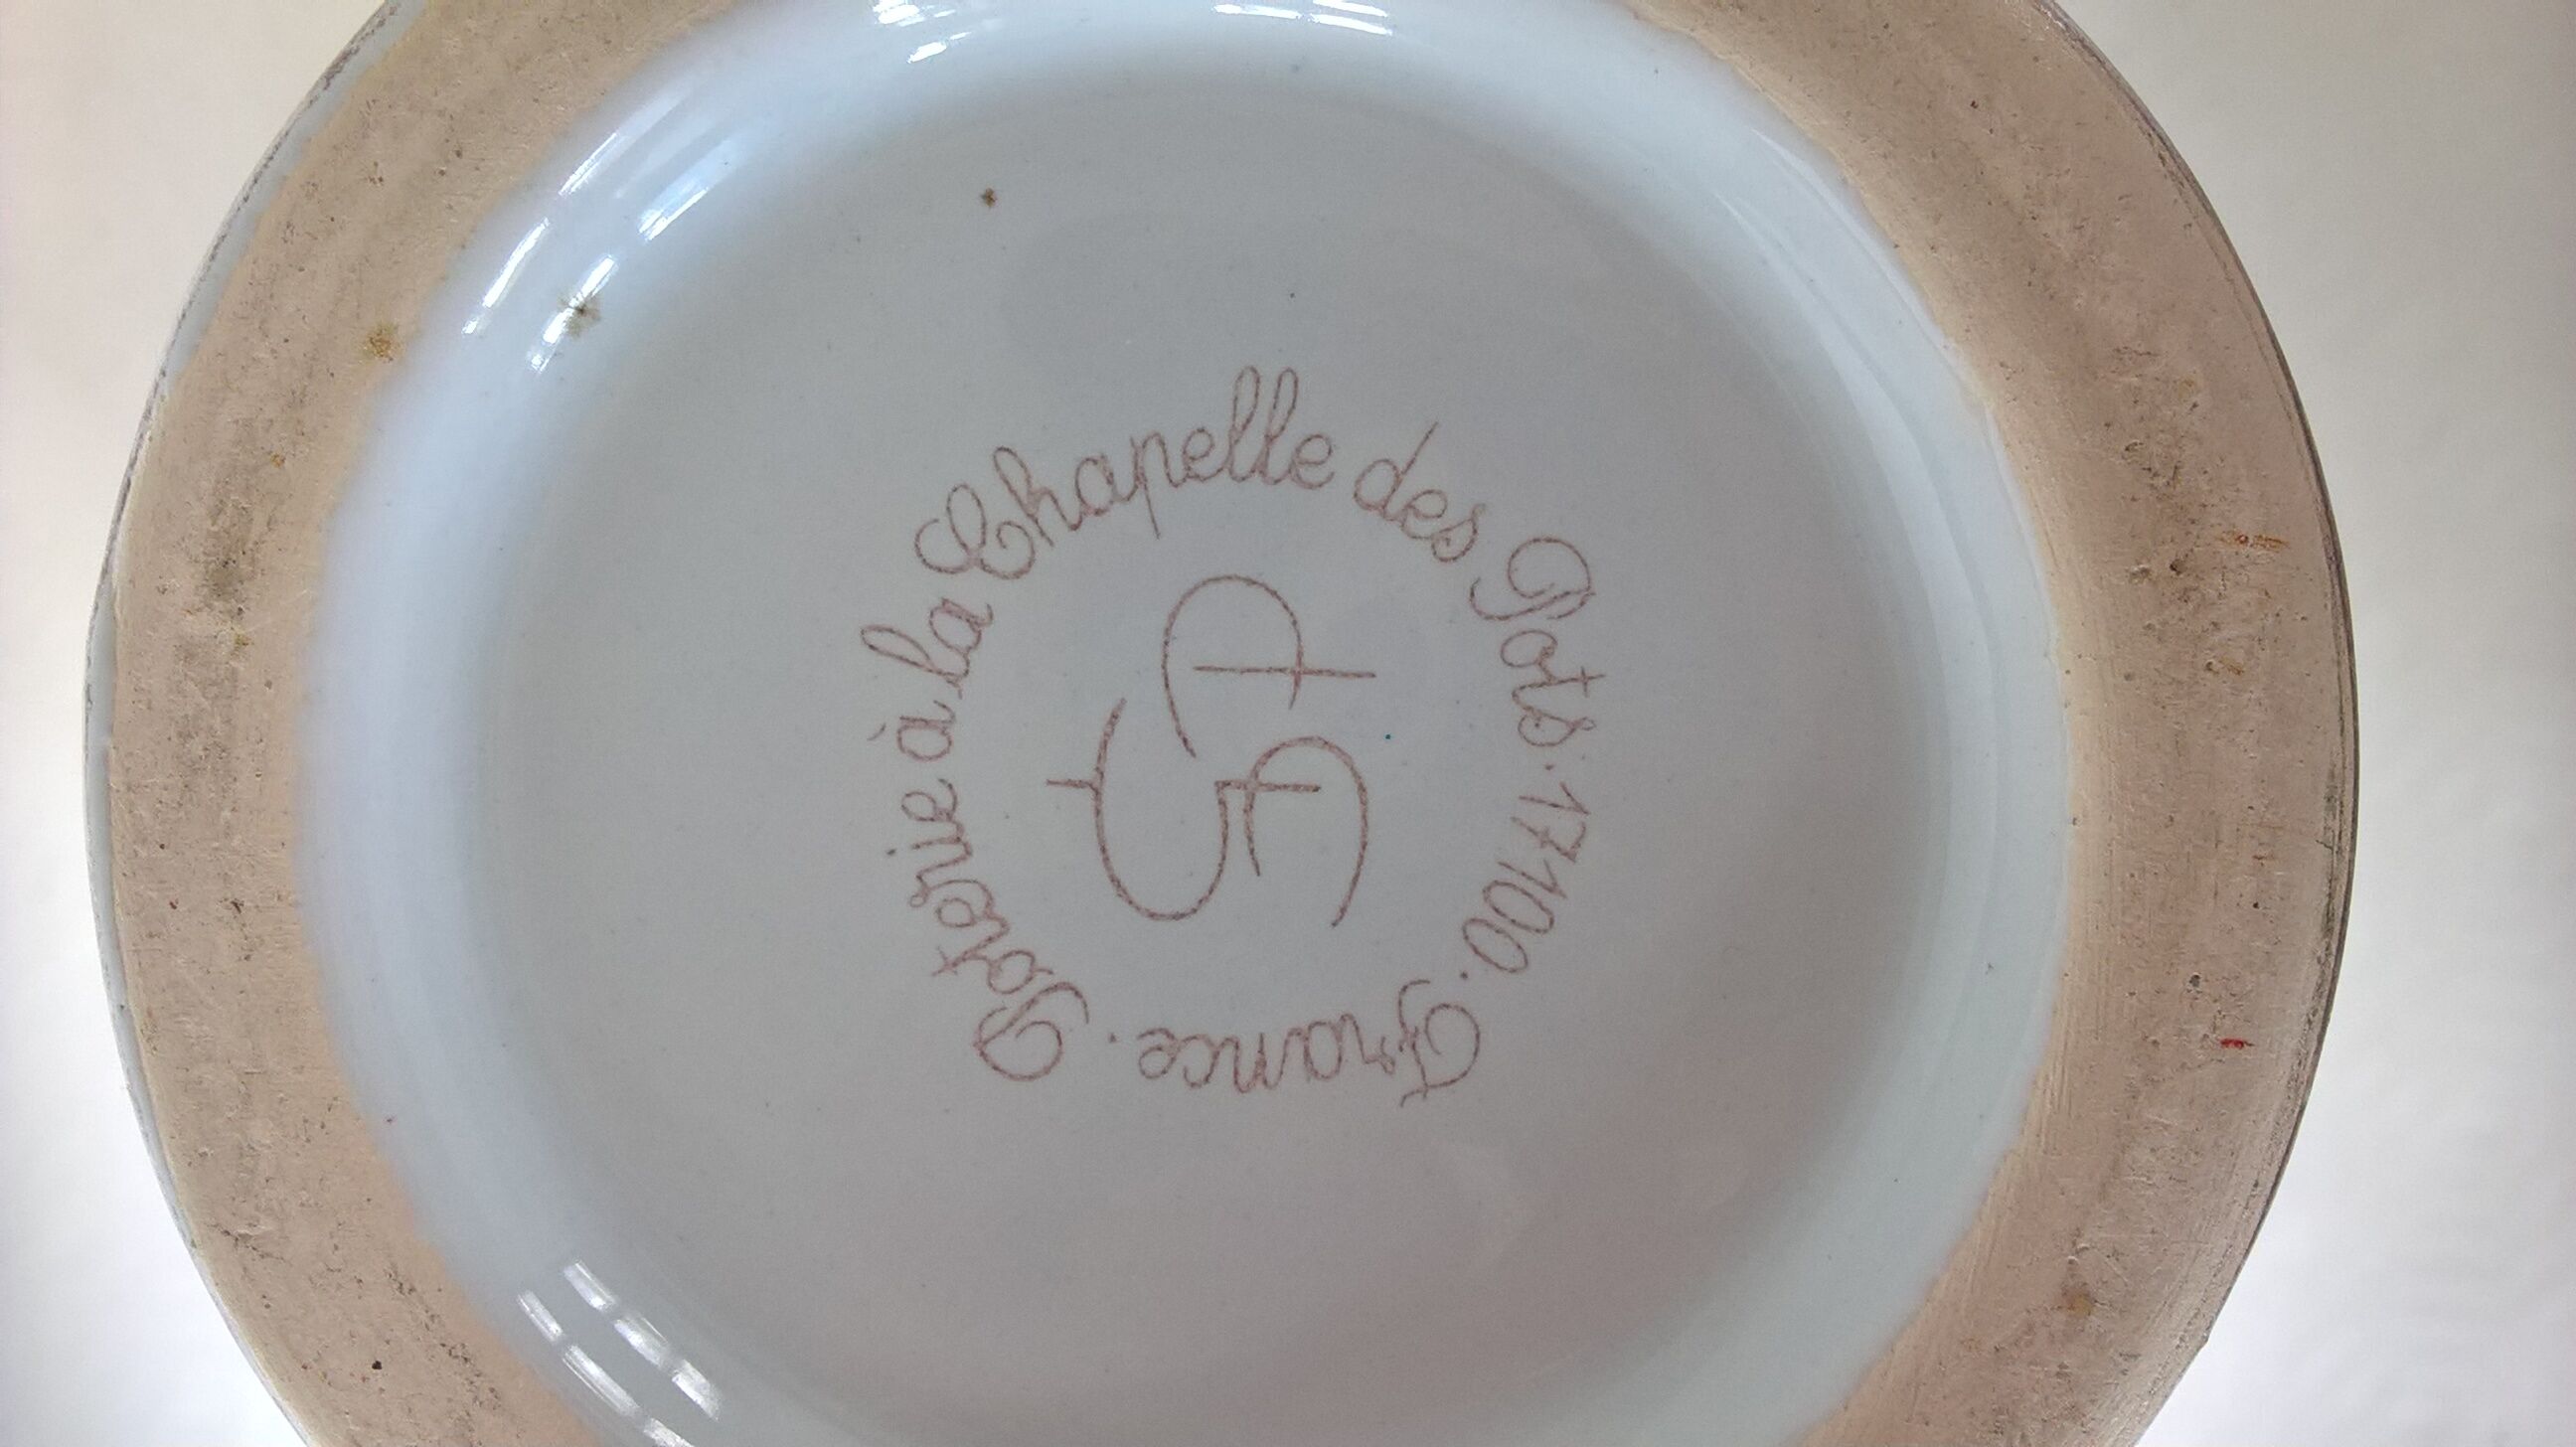 Poterie à la Chapelle des Pots. 17100. France.